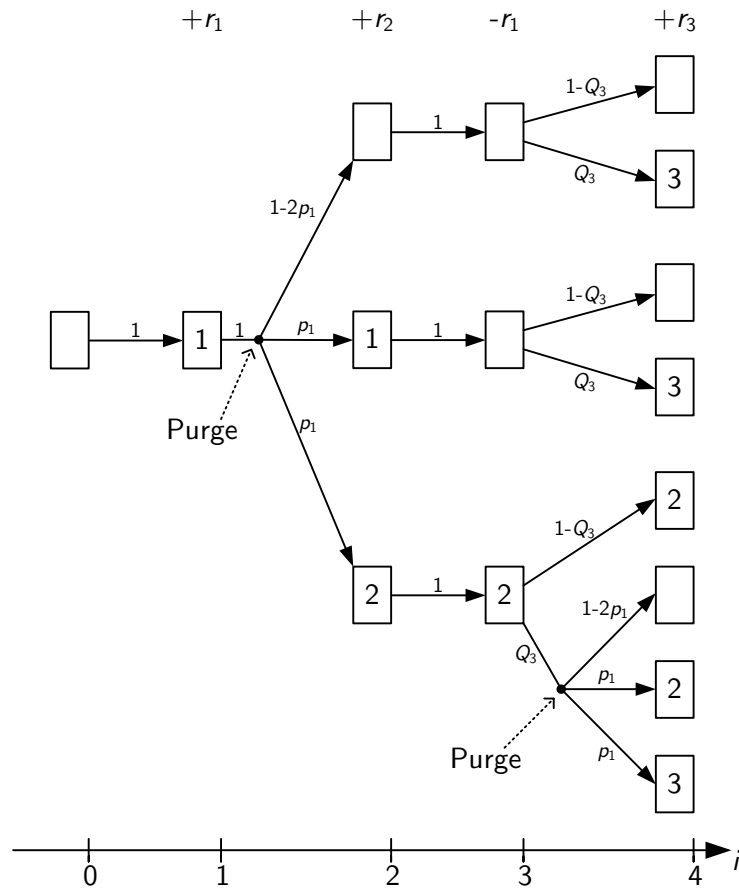 +r₁ +r₂ -r₁ +r₃
1-Q₃
1
Q₃
3
1-2p₁
1-Q₃
1
1
1
p₁
1
1
Q₃
3
Purge
p₁
2
1-Q₃
1
2
2
1-2p₁
Q₃
p₁
2
Purge
p₁
3
0 1 2 3 4 i